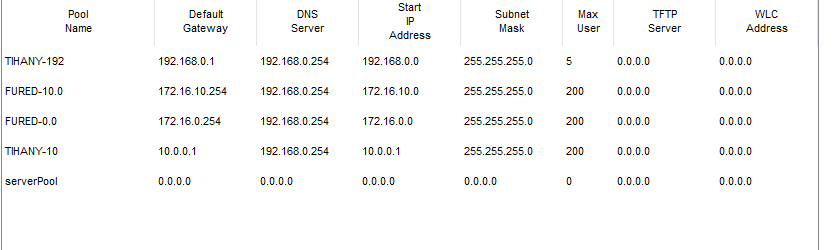 Pool Name Default Gateway DNS Server Start IP Address Subnet Mask Max User TFTP Server WLC Address
TIHANY-192 192.168.0.1 192.168.0.254 192.168.0.0 255.255.255.0 5 0.0.0.0 0.0.0.0
FURED-10.0 172.16.10.254 192.168.0.254 172.16.10.0 255.255.255.0 200 0.0.0.0 0.0.0.0
FURED-0.0 172.16.0.254 192.168.0.254 172.16.0.0 255.255.255.0 200 0.0.0.0 0.0.0.0
TIHANY-10 10.0.0.1 192.168.0.254 10.0.0.1 255.255.255.0 200 0.0.0.0 0.0.0.0
serverPool 0.0.0.0 0.0.0.0 0.0.0.0 0.0.0.0 0 0.0.0.0 0.0.0.0